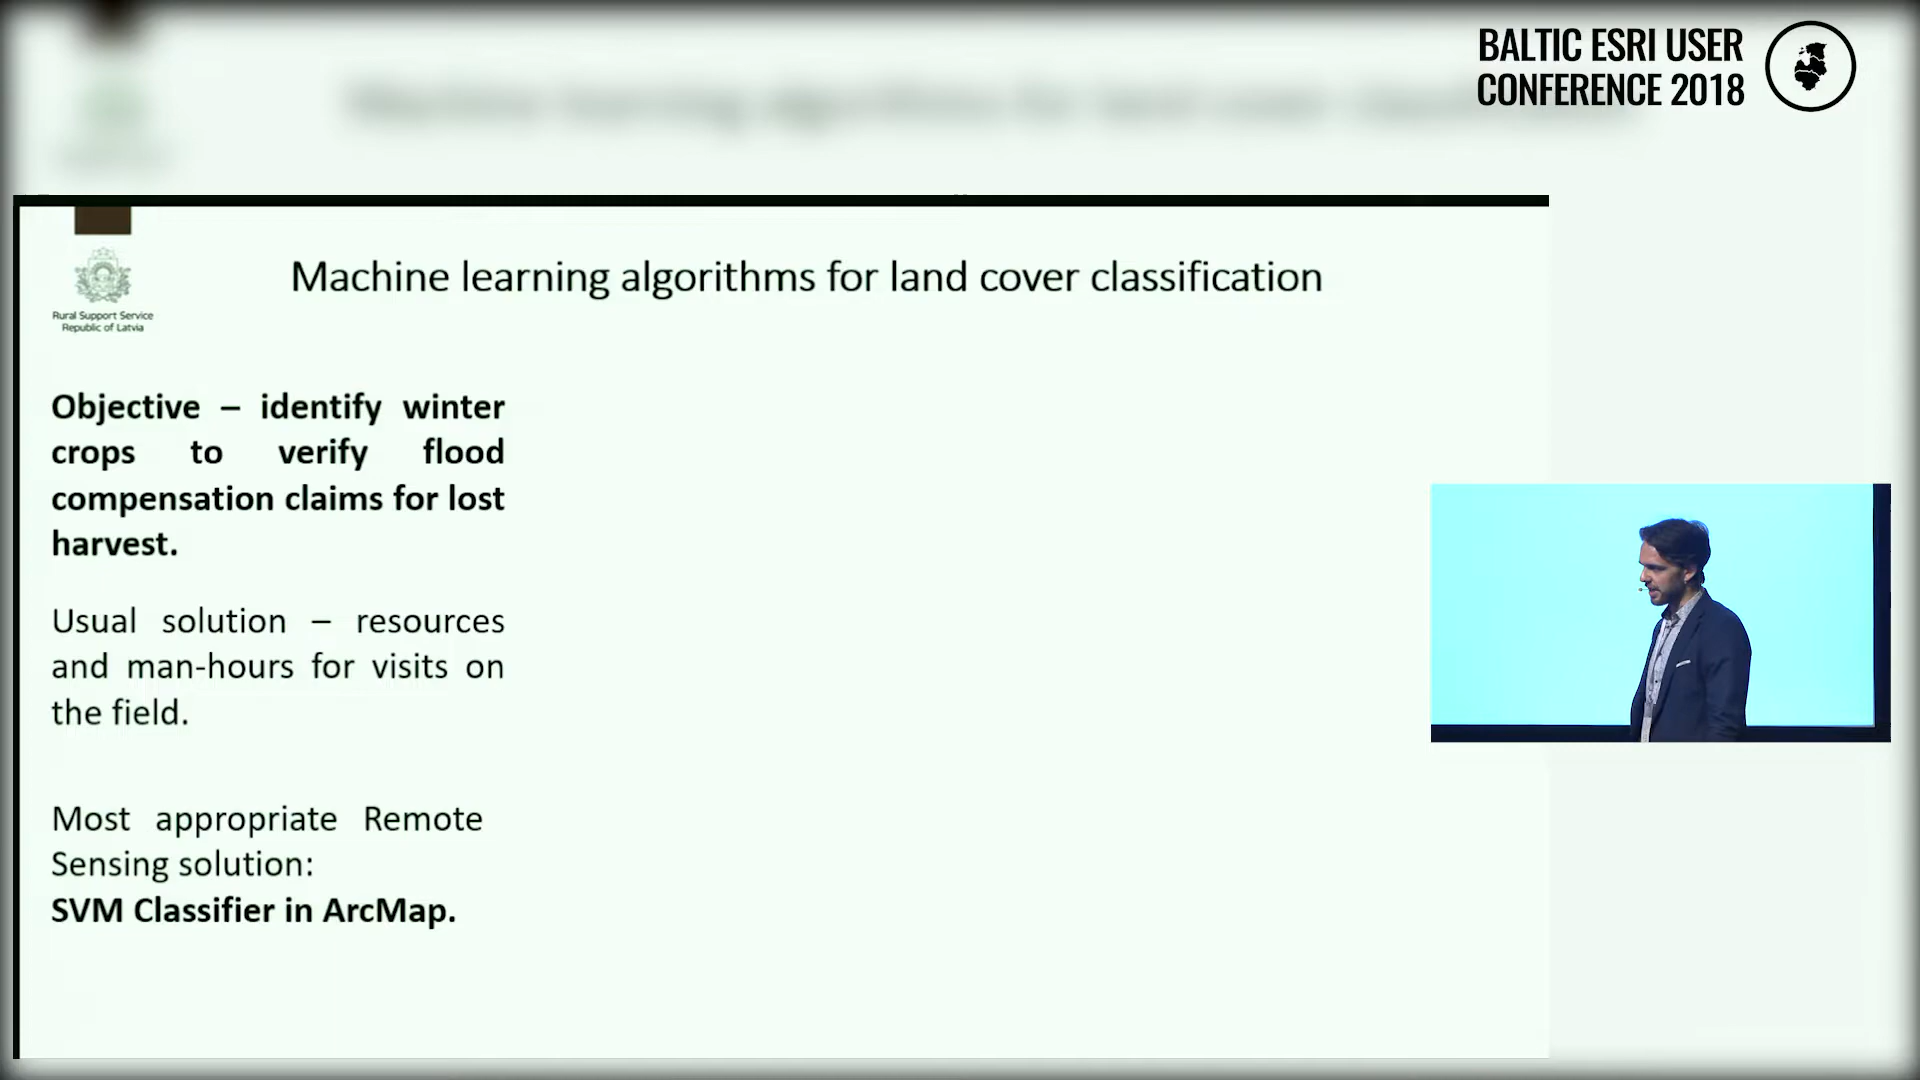 BALTIC ESRI USER
CONFERENCE 2018
Rural Support Service
Republic of Latvia
Machine learning algorithms for land cover classification
Objective – identify winter
crops to verify flood
compensation claims for lost
harvest.
Usual solution – resources
and man-hours for visits on
the field.
Most appropriate Remote
Sensing solution:
SVM Classifier in ArcMap.